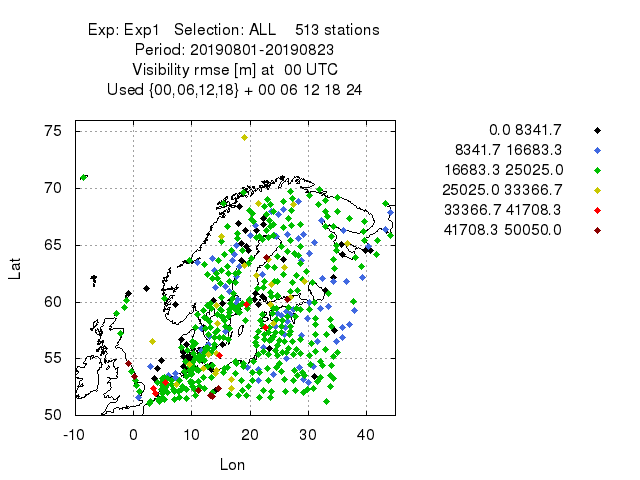 Exp: Exp1 Selection: ALL 513 stations
Period: 20190801-20190823
Visibility rmse [m] at 00 UTC
Used {00,06,12,18} + 00 06 12 18 24
0.0 8341.7
8341.7 16683.3
16683.3 25025.0
25025.0 33366.7
33366.7 41708.3
41708.3 50050.0
75
70
65
60
55
50
Lat
-10 0 10 20 30 40
Lon